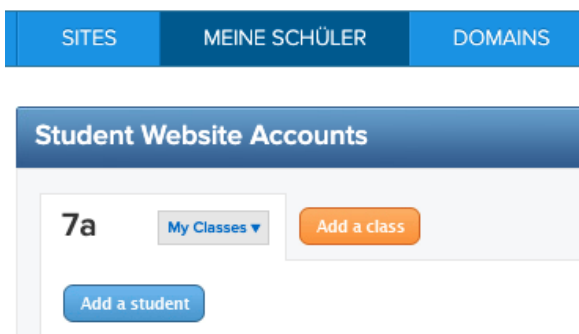 SITES MEINE SCHÜLER DOMAINS
Student Website Accounts
7a My Classes ▾ Add a class
Add a student